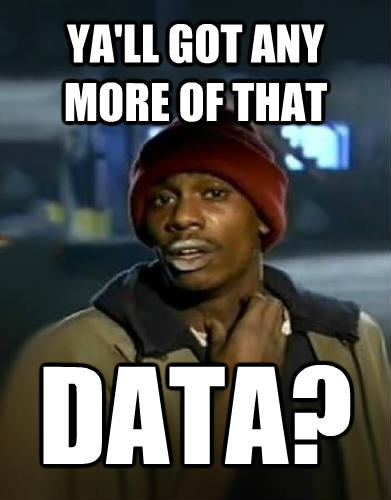 YA'LL GOT ANY
MORE OF THAT
DATA?